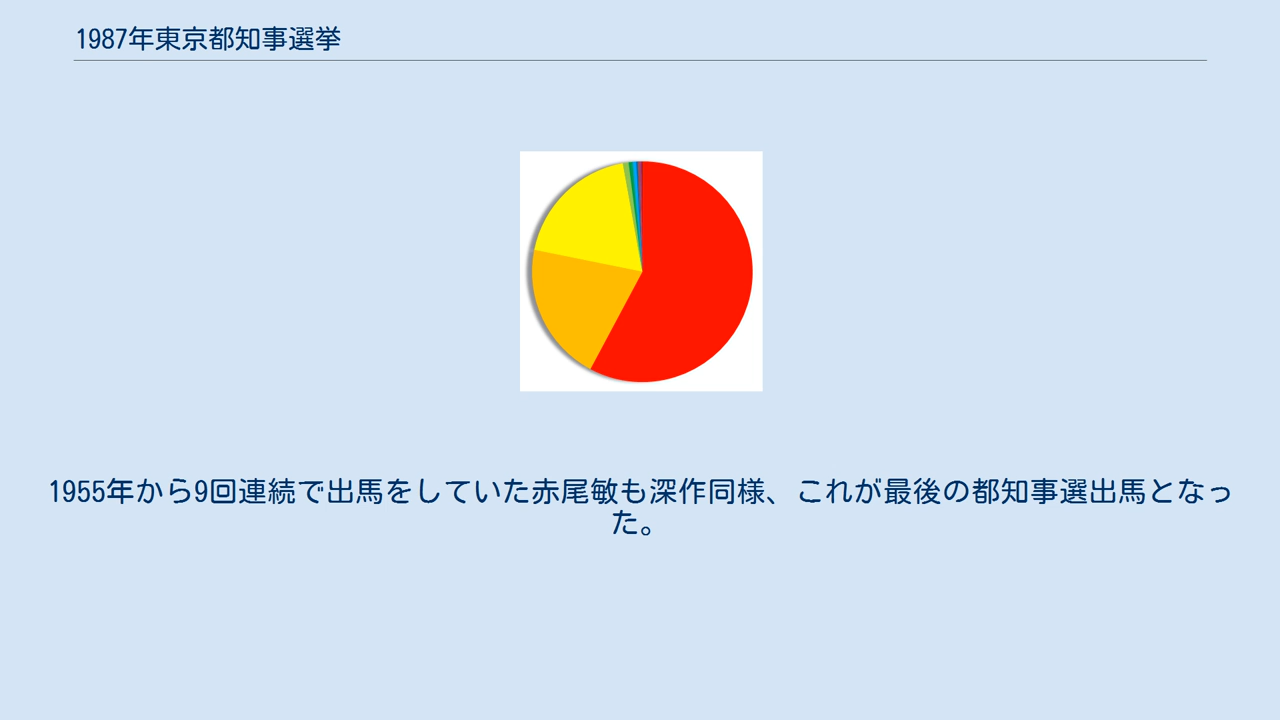 1987年東京都知事選挙
1955年から9回連続で出馬をしていた赤尾敏も深作同様、これが最後の都知事選出馬となっ
た。